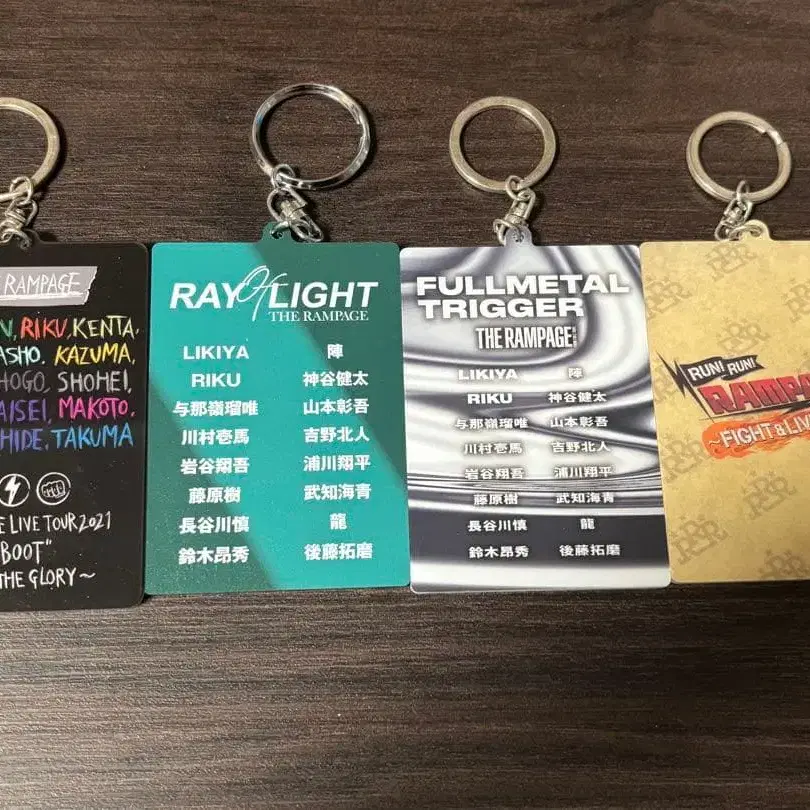 RAMPAGE
N, RIKU, KENTA,
ASHO, KAZUMA,
HOGO, SHOHEI,
AISEI, MAKOTO,
HIDE, TAKUMA
E LIVE TOUR 2021
BOOT"
THE GLORY～
RAY Of LIGHT
THE RAMPAGE
LIKIYA 陣
RIKU 神谷健太
与那嶺瑠唯 山本彰吾
川村壱馬 吉野北人
岩谷翔吾 浦川翔平
藤原樹 武知海青
長谷川慎 龍
鈴木昂秀 後藤拓磨
FULLMETAL
TRIGGER
THE RAMPAGE
LIKIYA 陣
RIKU 神谷健太
与那嶺瑠唯 山本彰吾
川村壱馬 吉野北人
岩谷翔吾 浦川翔平
藤原樹 武知海青
長谷川慎 龍
鈴木昂秀 後藤拓磨
RUN! RUN!
RAMPA
～FIGHT & LIV